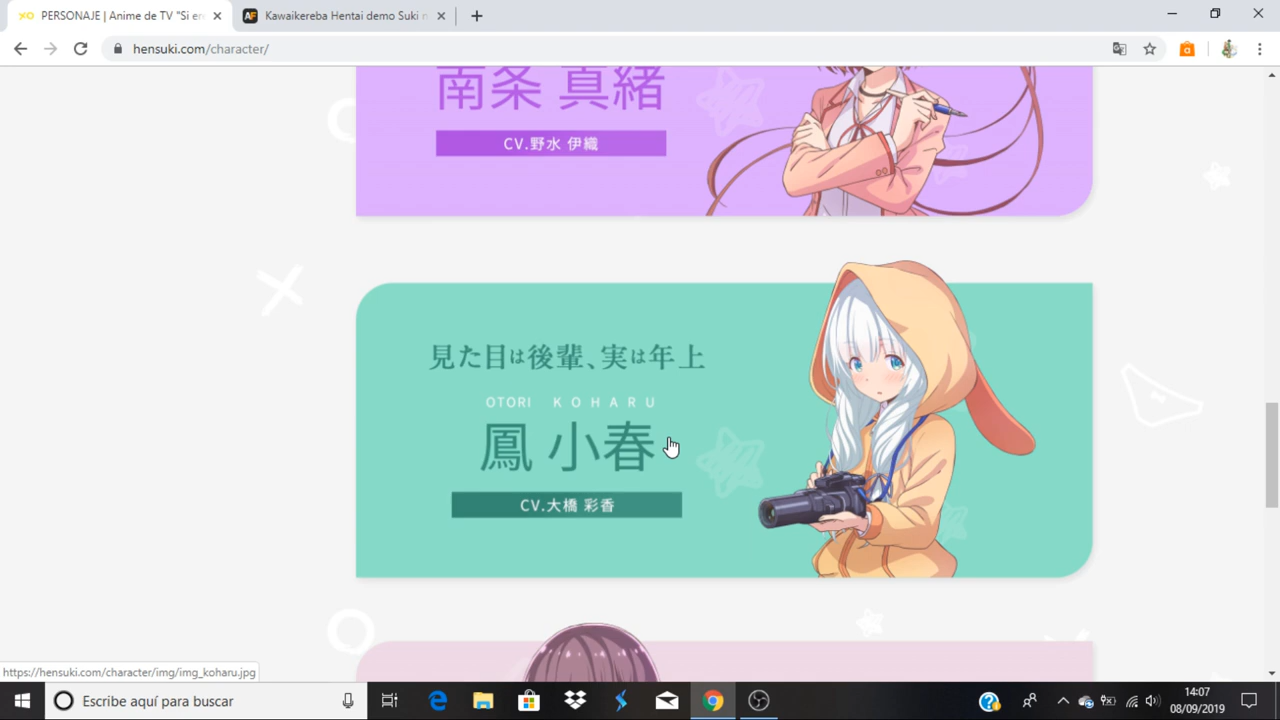 PERSONAJE | Anime de TV "Si ere
Kawaikereba Hentai demo Suki n
hensuki.com/character/
南条 真緒
CV.野水 伊織
見た目は後輩、実は年上
OTORI KOHARU
鳳 小春
CV.大橋 彩香
https://hensuki.com/character/img/img_koharu.jpg
Escribe aquí para buscar
14:07
08/09/2019